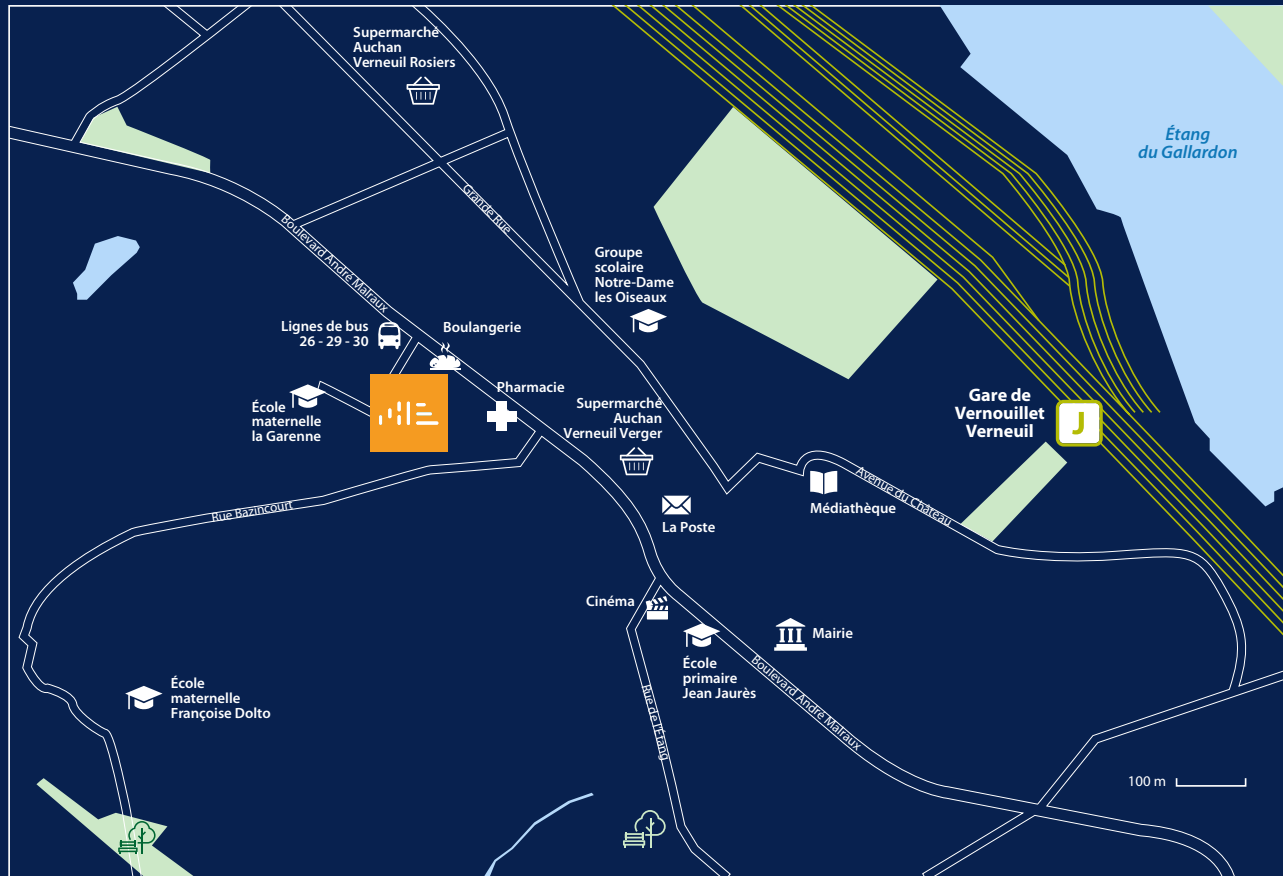 Supermarché
Auchan
Verneuil Rosiers
Étang
du Gallardon
Grande Rue
Boulevard André Malraux
Groupe
scolaire
Notre-Dame
les Oiseaux
Lignes de bus
26 - 29 - 30
Boulangerie
Pharmacie
École
maternelle
la Garenne
Supermarché
Auchan
Verneuil Verger
Gare de
Vernouillet
Verneuil
J
Médiathèque
Avenue du Château
Rue Bazincourt
La Poste
Cinéma
Mairie
École
primaire
Jean Jaurès
Boulevard André Malraux
Rue de l'Étang
École
maternelle
Françoise Dolto
100 m